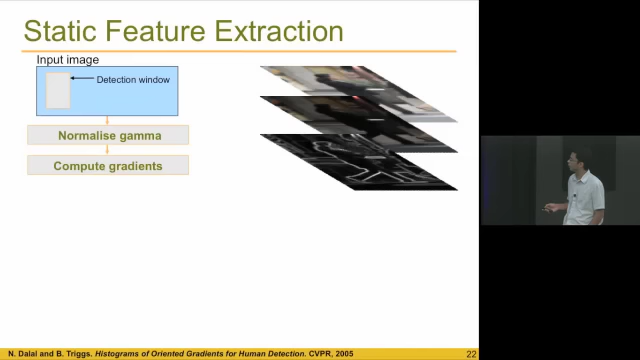 Static Feature Extraction
Input image
Detection window
Normalise gamma
Compute gradients
N. Dalal and B. Triggs. Histograms of Oriented Gradients for Human Detection. CVPR, 2005
22